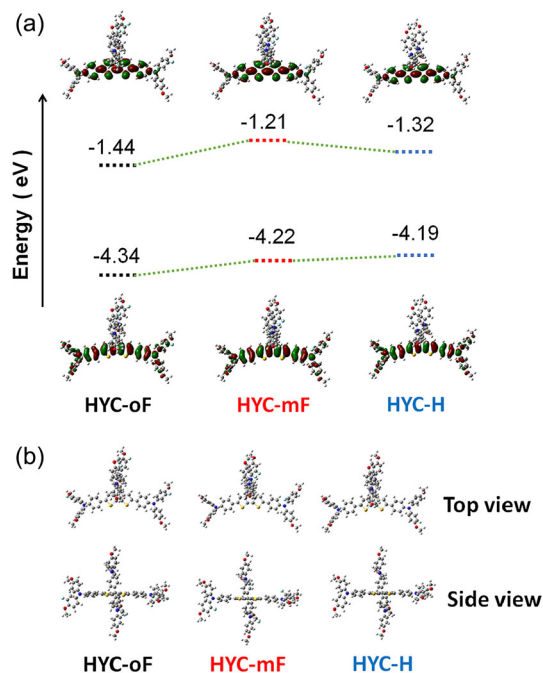 (a)
Energy ( eV)
-1.44
-1.21
-1.32
-4.34
-4.22
-4.19
HYC-oF
HYC-mF
HYC-H
(b)
Top view
Side view
HYC-oF
HYC-mF
HYC-H